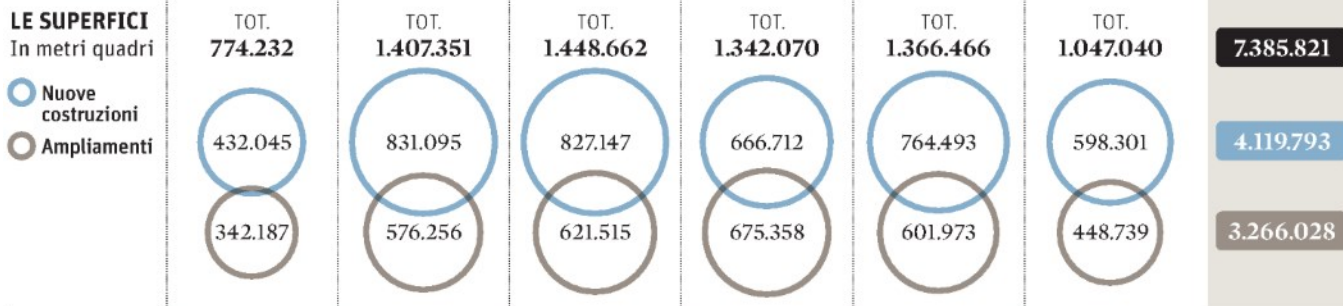 LE SUPERFICI
In metri quadri
Nuove
costruzioni
Ampliamenti
TOT.
774.232
432.045
342.187
TOT.
1.407.351
831.095
576.256
TOT.
1.448.662
827.147
621.515
TOT.
1.342.070
666.712
675.358
TOT.
1.366.466
764.493
601.973
TOT.
1.047.040
598.301
448.739
7.385.821
4.119.793
3.266.028